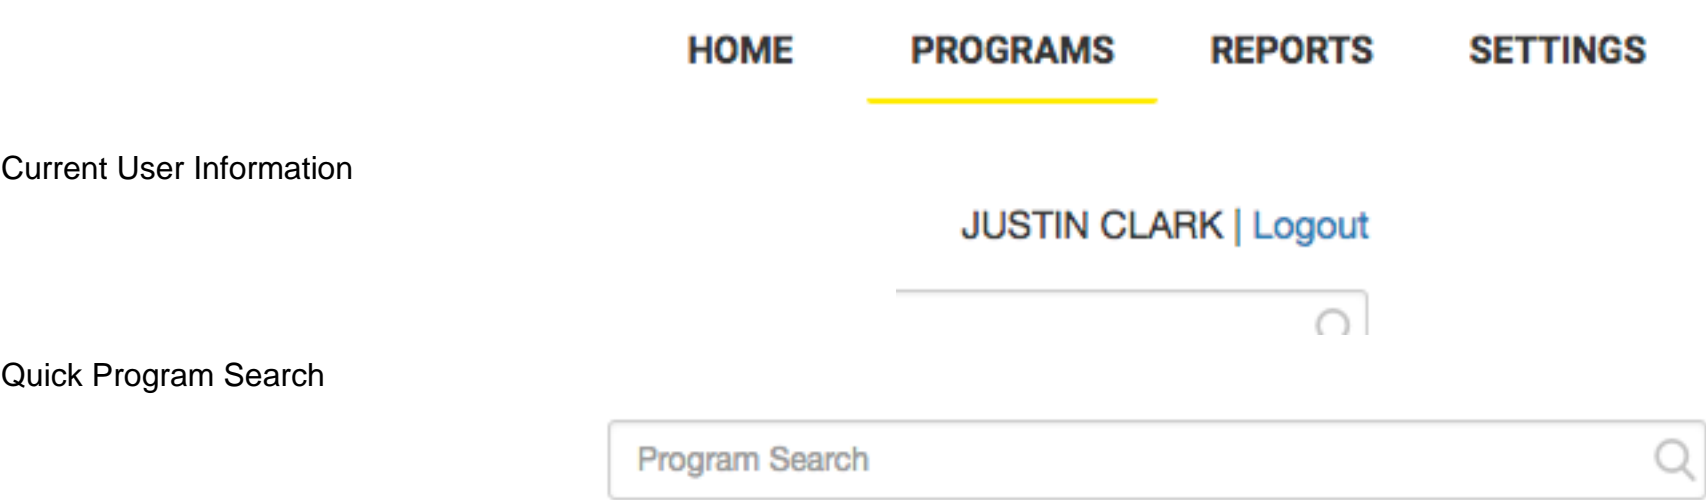 HOME PROGRAMS REPORTS SETTINGS
Current User Information
JUSTIN CLARK | Logout
Quick Program Search
Program Search